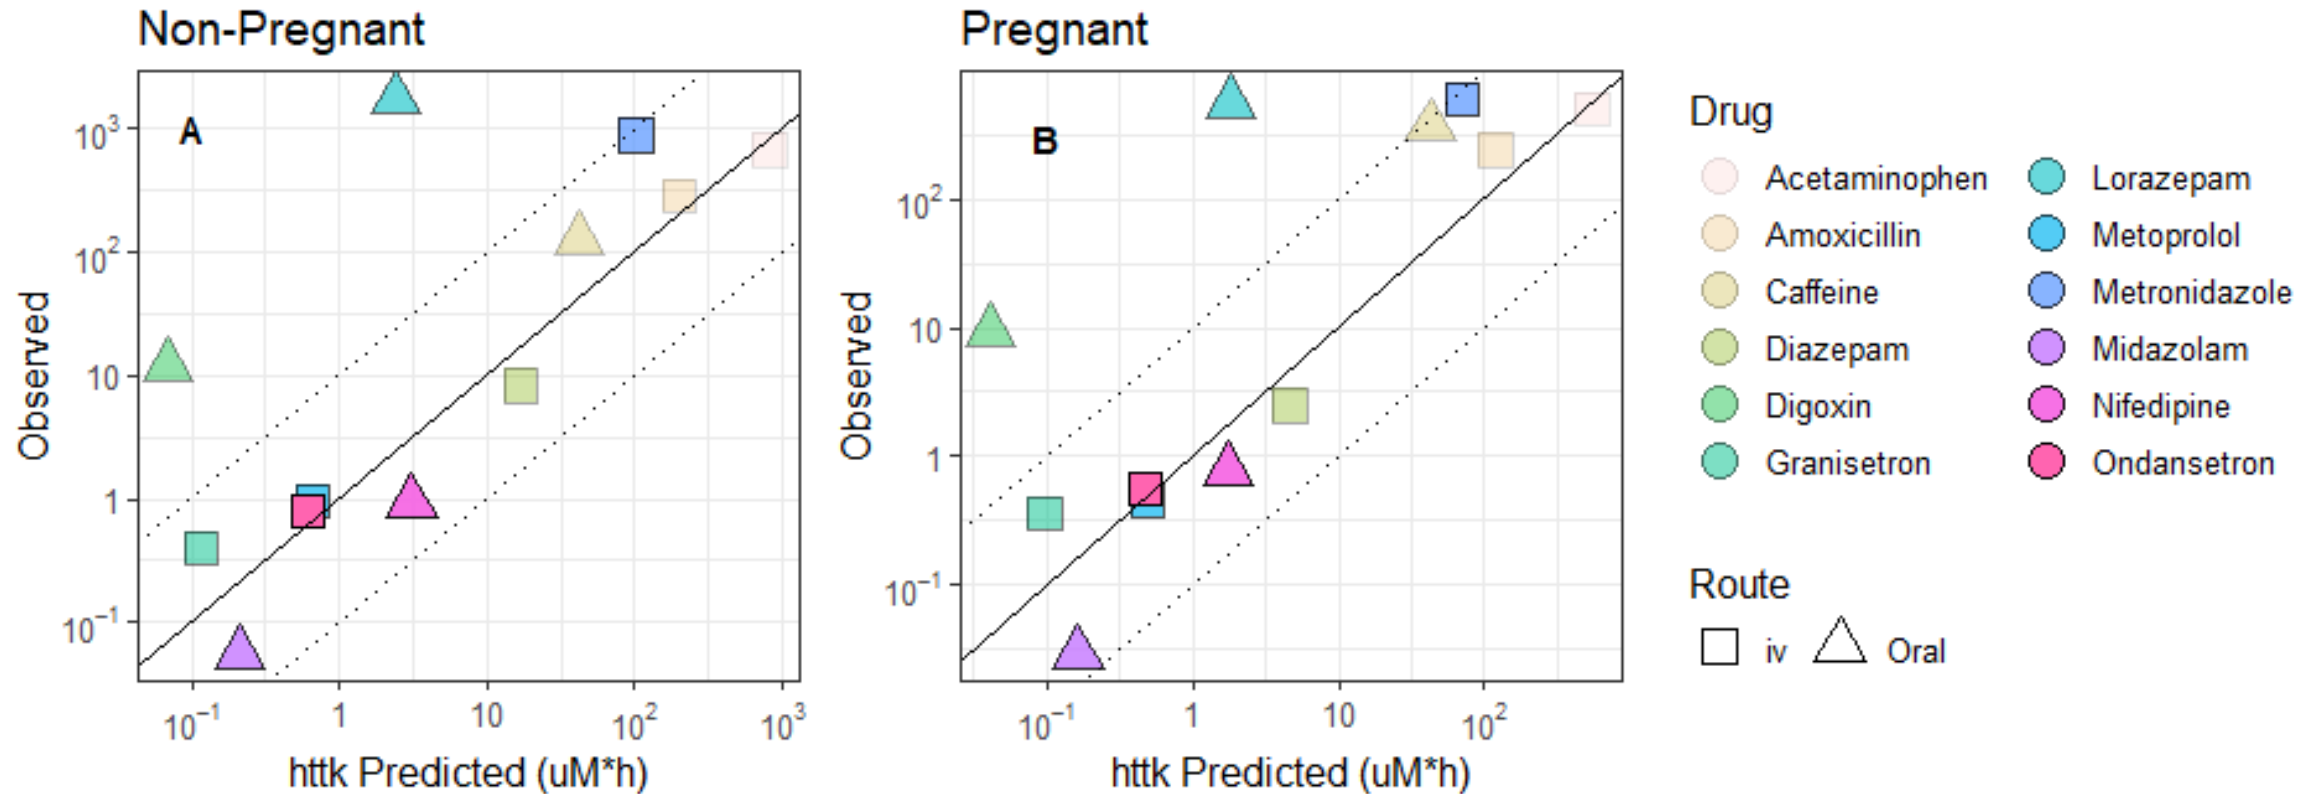 Non-Pregnant
A
Observed
10³
10²
10
1
10⁻¹
10⁻¹ 1 10 10² 10³
httk Predicted (uM*h)
Pregnant
B
Observed
10²
10
1
10⁻¹
10⁻¹ 1 10 10²
httk Predicted (uM*h)
Drug
Acetaminophen
Amoxicillin
Caffeine
Diazepam
Digoxin
Granisetron
Lorazepam
Metoprolol
Metronidazole
Midazolam
Nifedipine
Ondansetron
Route
iv Oral